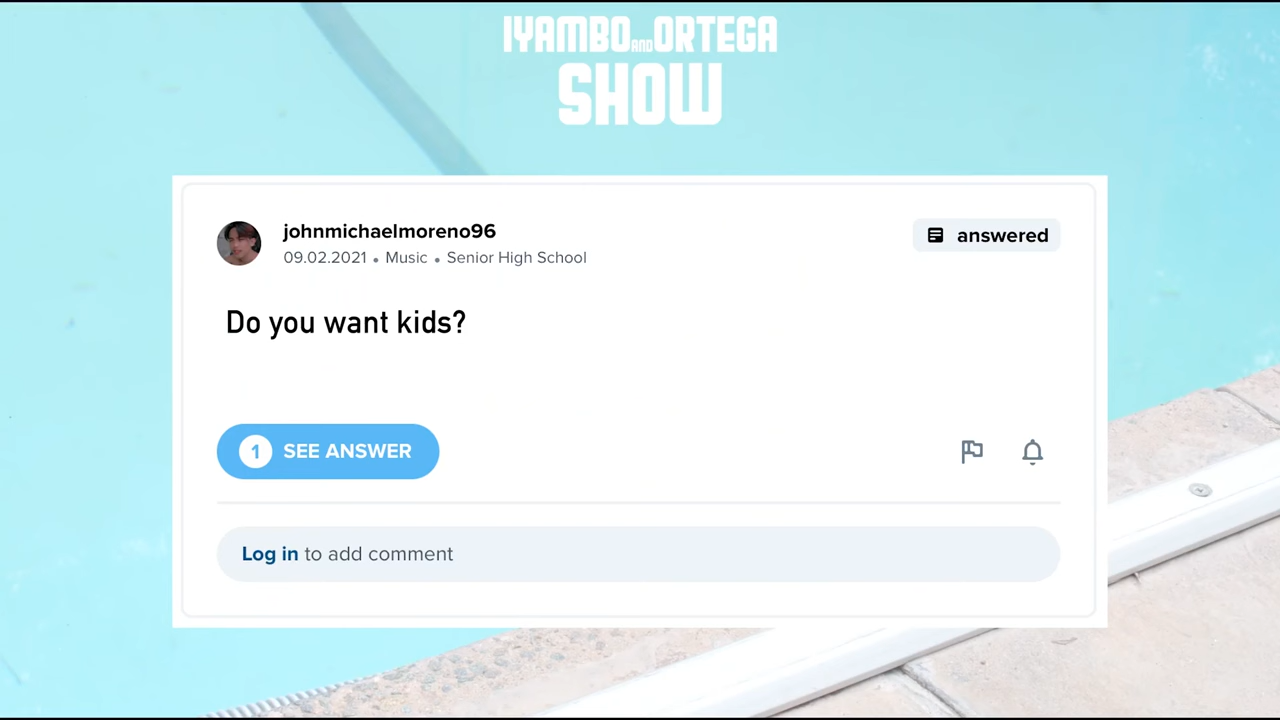 IYAMBO AND ORTEGA
SHOW
johnmichaelmoreno96
answered
09.02.2021 • Music • Senior High School
Do you want kids?
1 SEE ANSWER
Log in to add comment